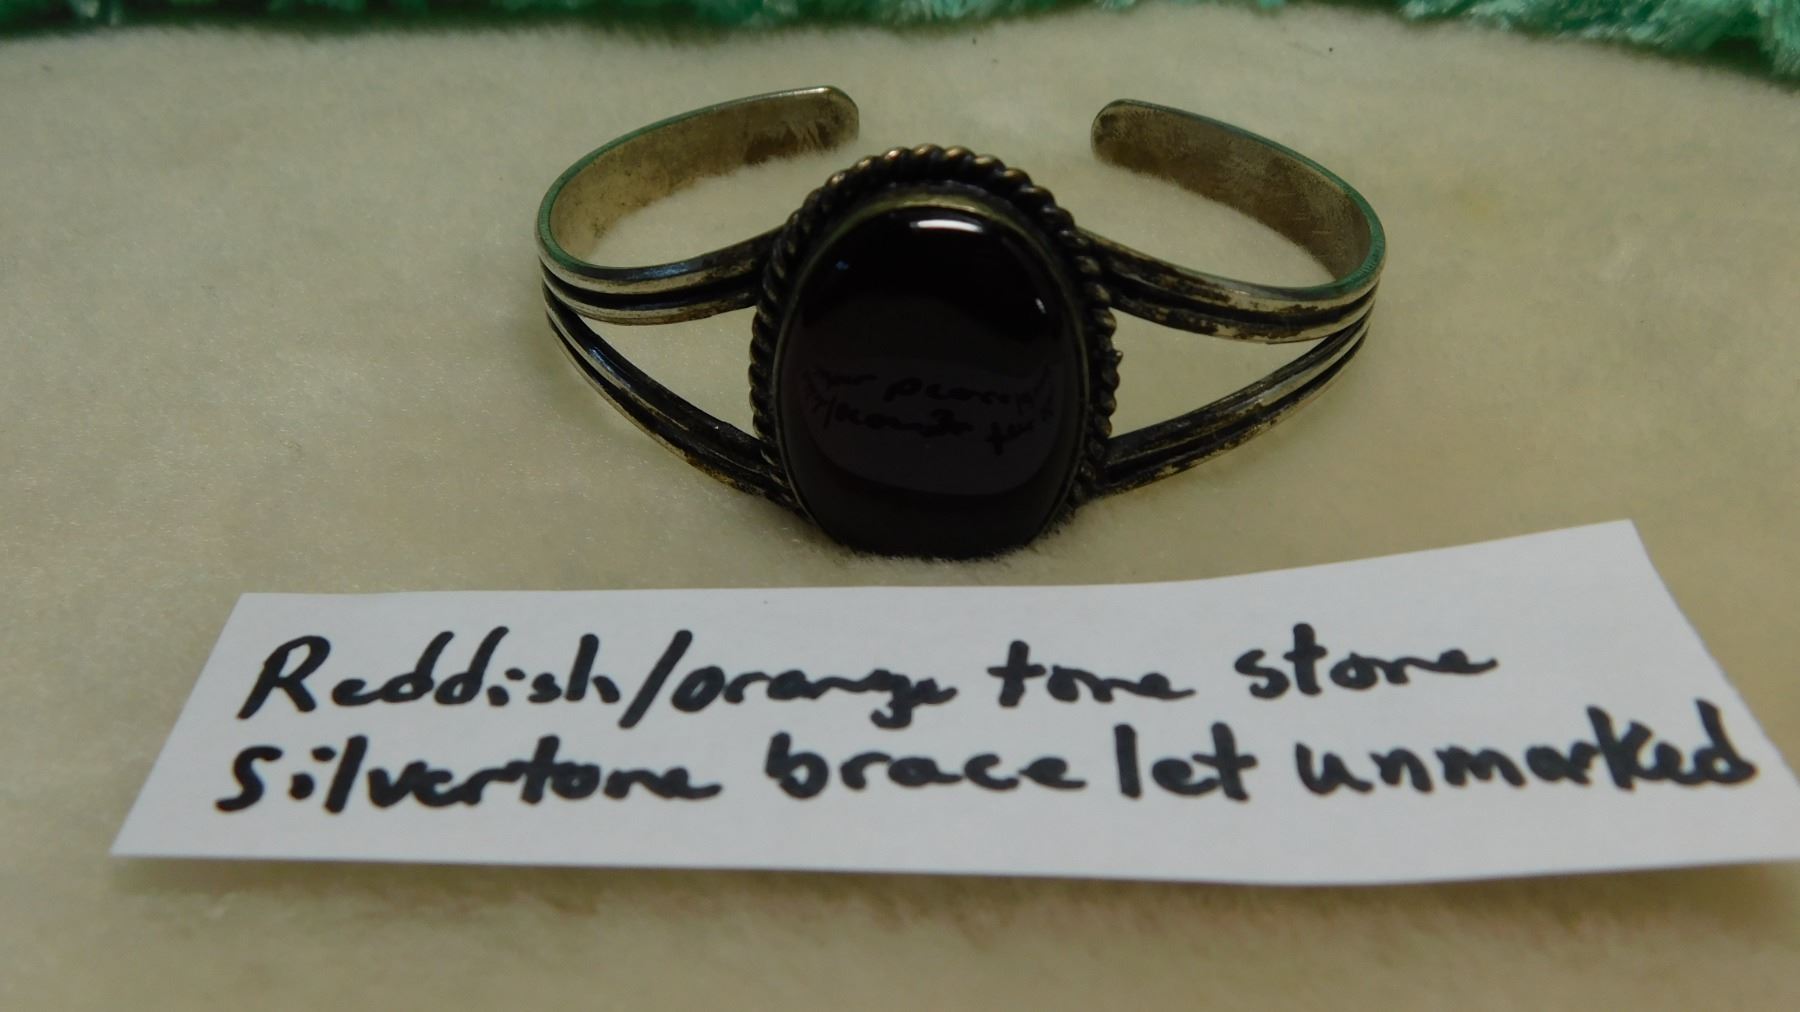 Reddish/orange tone stone
silvertone bracelet unmarked